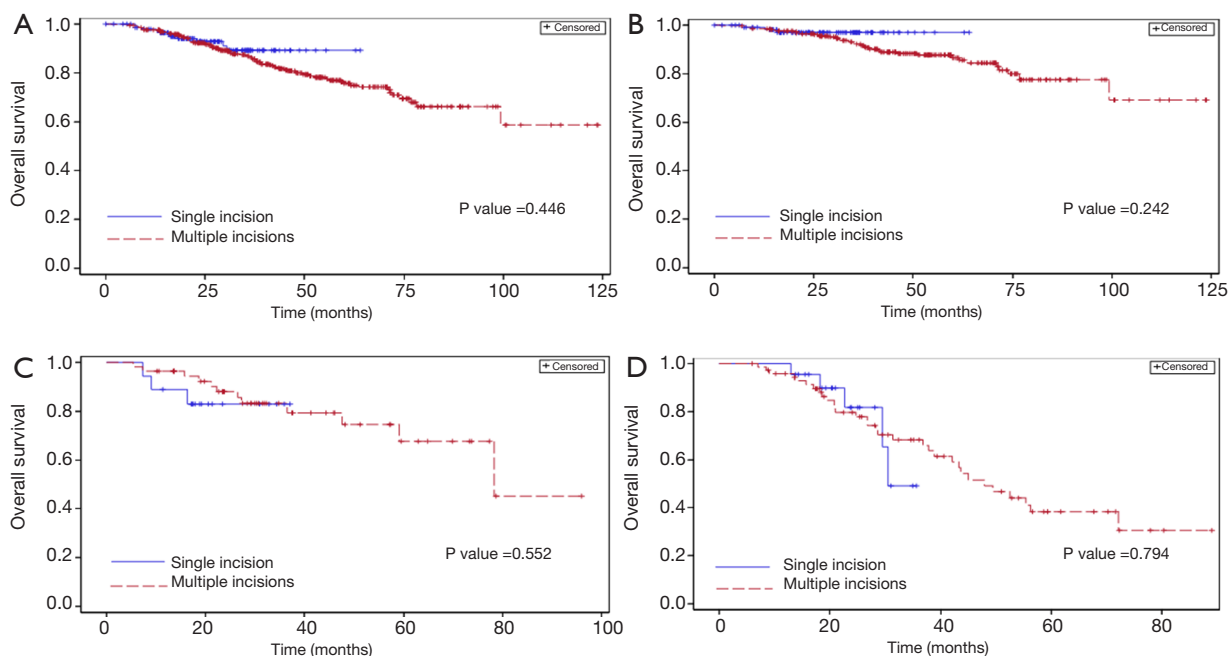 A
+ Censored
1.0
0.8
0.6
0.4
0.2
0.0
Overall survival
Single incision
Multiple incisions
P value =0.446
0 25 50 75 100 125
Time (months)
B
+ Censored
1.0
0.8
0.6
0.4
0.2
0.0
Overall survival
Single incision
Multiple incisions
P value =0.242
0 25 50 75 100 125
Time (months)
C
+ Censored
1.0
0.8
0.6
0.4
0.2
0.0
Overall survival
Single incision
Multiple incisions
P value =0.552
0 20 40 60 80 100
Time (months)
D
+ Censored
1.0
0.8
0.6
0.4
0.2
0.0
Overall survival
Single incision
Multiple incisions
P value =0.794
0 20 40 60 80
Time (months)